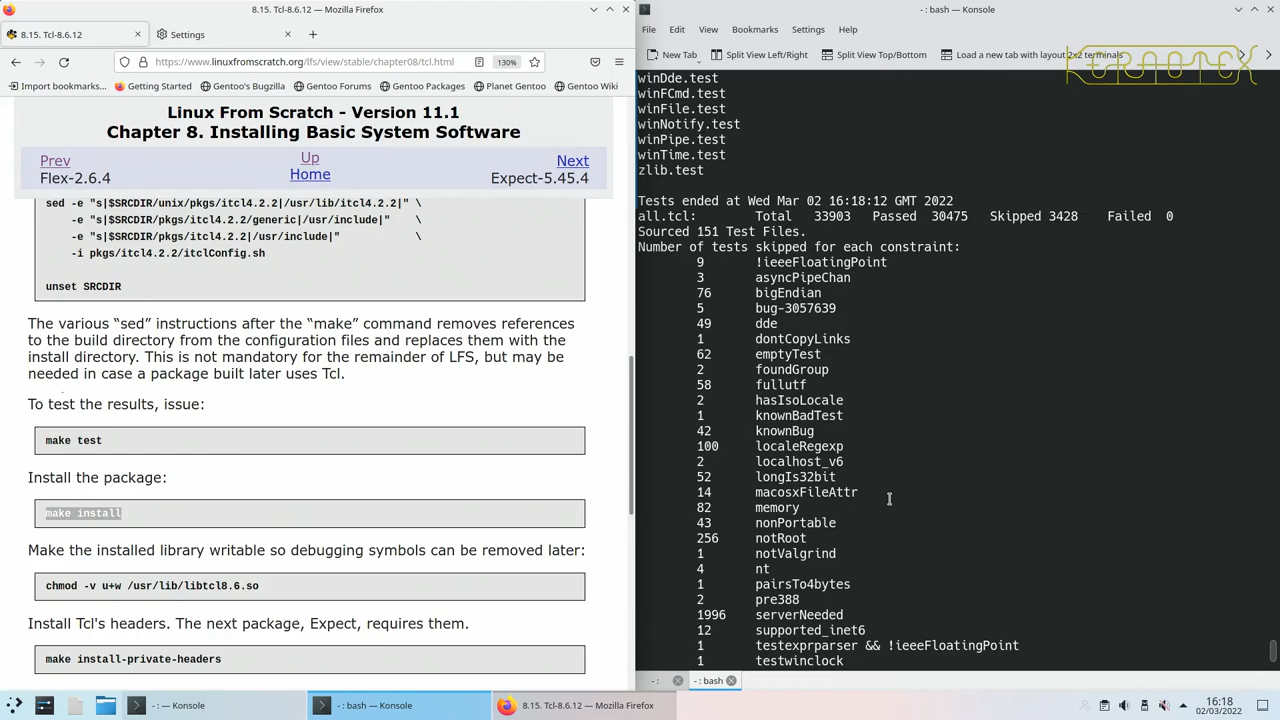 8.15. Tcl-8.6.12 — Mozilla Firefox
8.15. Tcl-8.6.12
Settings
https://www.linuxfromscratch.org/lfs/view/stable/chapter08/tcl.html
130%
Import bookmarks...
Getting Started
Gentoo's Bugzilla
Gentoo Forums
Gentoo Packages
Planet Gentoo
Gentoo Wiki
Linux From Scratch - Version 11.1
Chapter 8. Installing Basic System Software
Prev
Up
Next
Flex-2.6.4
Home
Expect-5.45.4
sed -e "s|$SRCDIR/unix/pkgs/itcl4.2.2|/usr/lib/itcl4.2.2|" \
-e "s|$SRCDIR/pkgs/itcl4.2.2/generic|/usr/include|" \
-e "s|$SRCDIR/pkgs/itcl4.2.2|/usr/include|" \
-i pkgs/itcl4.2.2/itclConfig.sh
unset SRCDIR
The various “sed” instructions after the “make” command removes references
to the build directory from the configuration files and replaces them with the
install directory. This is not mandatory for the remainder of LFS, but may be
needed in case a package built later uses Tcl.
To test the results, issue:
make test
Install the package:
make install
Make the installed library writable so debugging symbols can be removed later:
chmod -v u+w /usr/lib/libtcl8.6.so
Install Tcl's headers. The next package, Expect, requires them.
make install-private-headers
- : bash — Konsole
File Edit View Bookmarks Settings Help
New Tab
Split View Left/Right
Split View Top/Bottom
Load a new tab with layout 2x2 terminals
KERNOTEX
winDde.test
winFCmd.test
winFile.test
winNotify.test
winPipe.test
winTime.test
zlib.test
Tests ended at Wed Mar 02 16:18:12 GMT 2022
all.tcl: Total 33903 Passed 30475 Skipped 3428 Failed 0
Sourced 151 Test Files.
Number of tests skipped for each constraint:
9 !ieeeFloatingPoint
3 asyncPipeChan
76 bigEndian
5 bug-3057639
49 dde
1 dontCopyLinks
62 emptyTest
2 foundGroup
58 fullutf
2 hasIsoLocale
1 knownBadTest
42 knownBug
100 localeRegexp
2 localhost_v6
52 longIs32bit
14 macosxFileAttr
82 memory
43 nonPortable
256 notRoot
1 notValgrind
4 nt
1 pairsTo4bytes
2 pre388
1996 serverNeeded
12 supported_inet6
1 testexprparser && !ieeeFloatingPoint
1 testwinclock
- :
- : bash
- : — Konsole
- : bash — Konsole
8.15. Tcl-8.6.12 — Mozilla Firefox
16:18
02/03/2022